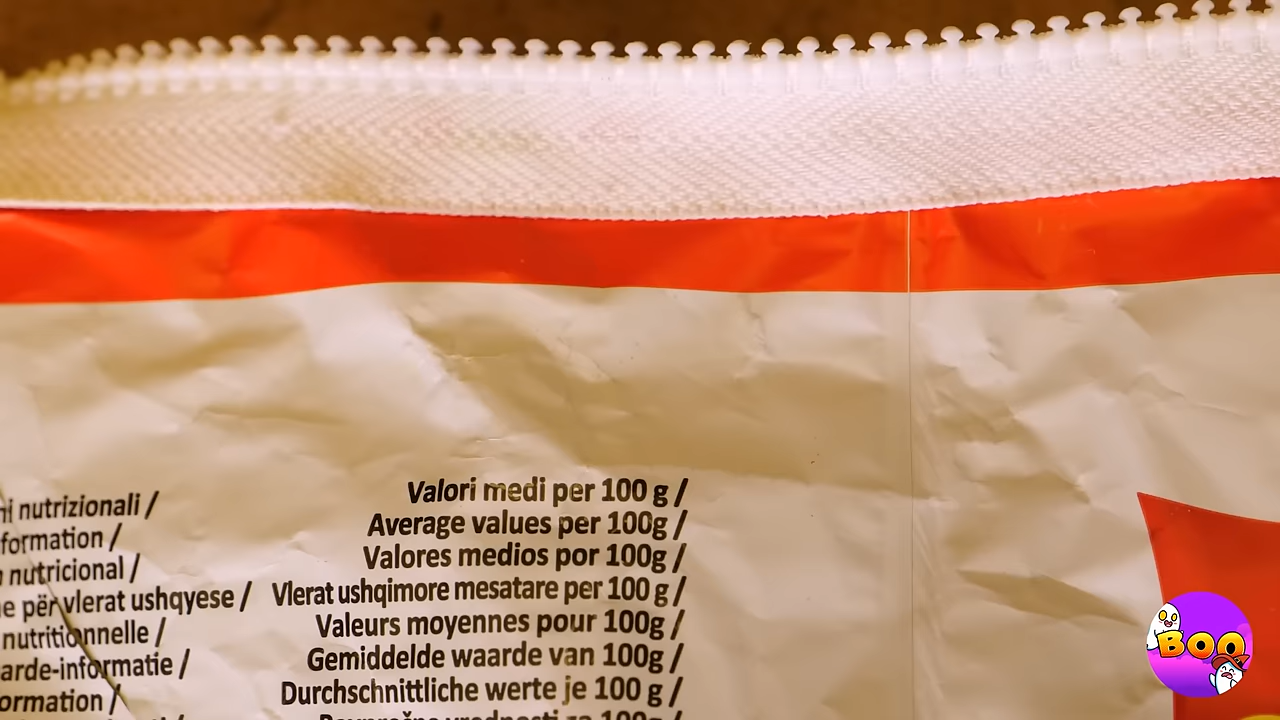 nutrizionali /
formation /
nutricional /
për vlerat ushqyese /
nutritionnelle /
arde-informatie /
ormation /
Valori medi per 100 g /
Average values per 100g /
Valores medios por 100g /
Vlerat ushqimore mesatare per 100 g /
Valeurs moyennes pour 100g /
Gemiddelde waarde van 100g /
Durchschnittliche werte je 100 g /
BOO